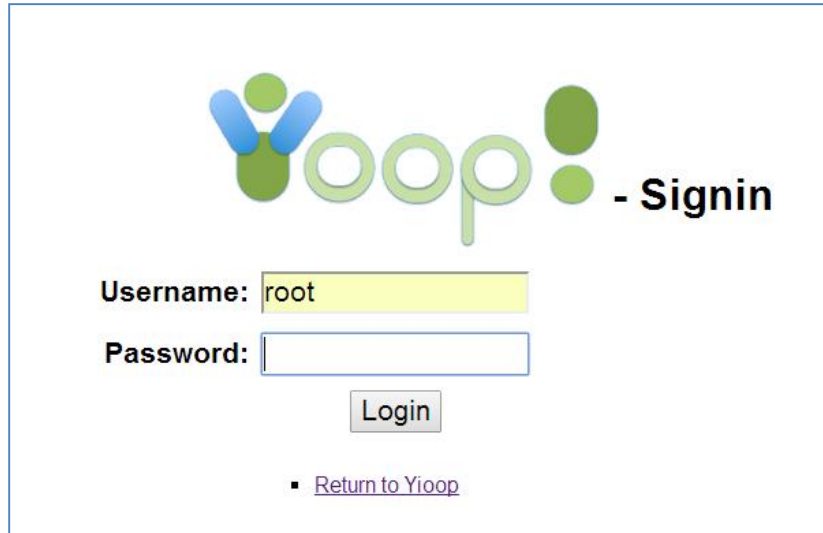 Yioop! - Signin
Username: root
Password:
Login
Return to Yioop